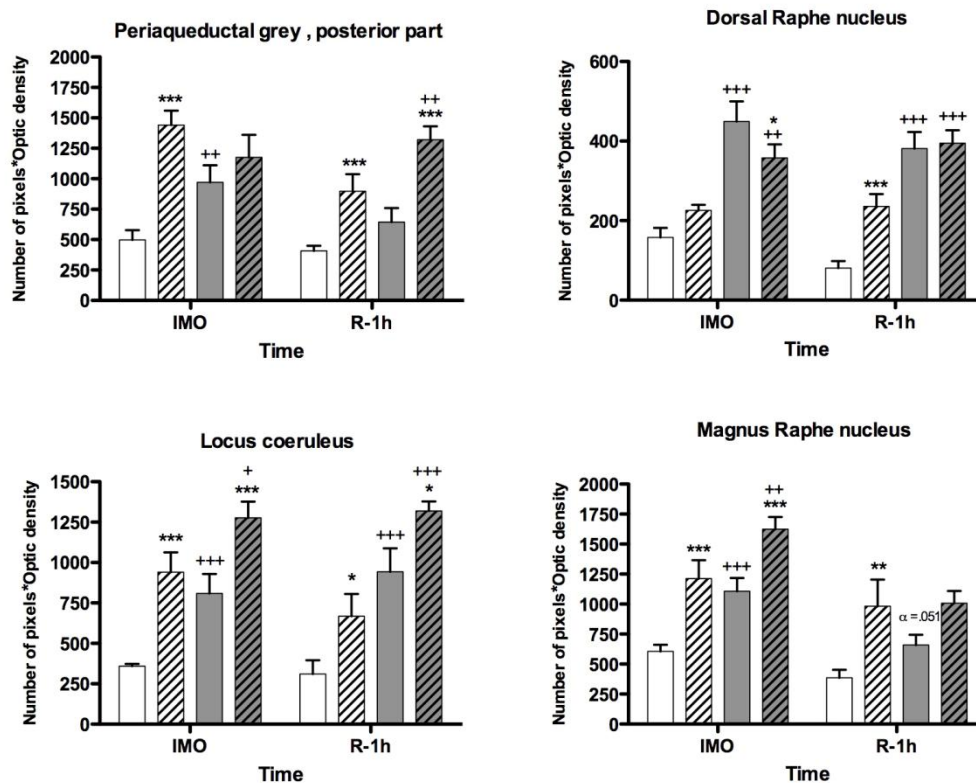 Periaqueductal grey , posterior part
Number of pixels*Optic density
2000
1750
1500
1250
1000
750
500
250
0
***
++
***
++
***
IMO
R-1h
Time
Dorsal Raphe nucleus
Number of pixels*Optic density
600
400
200
0
+++
*
++
***
+++
+++
IMO
R-1h
Time
Locus coeruleus
Number of pixels*Optic density
1500
1250
1000
750
500
250
0
***
+++
+
***
*
+++
+++
*
IMO
R-1h
Time
Magnus Raphe nucleus
Number of pixels*Optic density
2000
1750
1500
1250
1000
750
500
250
0
***
+++
++
***
**
α =.051
IMO
R-1h
Time